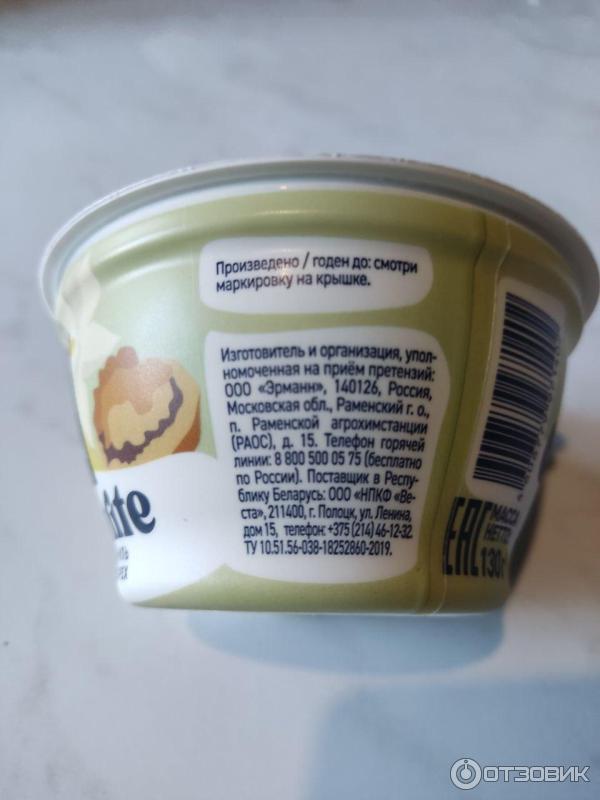 Произведено / годен до: смотри
маркировку на крышке.
Изготовитель и организация, упол-
номоченная на приём претензий:
ООО «Эрманн», 140126, Россия,
Московская обл., Раменский г. о.,
п. Раменской агрохимстанции
(РАОС), д. 15. Телефон горячей
линии: 8 800 500 05 75 (бесплатно
по России). Поставщик в Респу-
блику Беларусь: ООО «НПКФ «Ве-
ста», 211400, г. Полоцк, ул. Ленина,
дом 15, телефон: +375 (214) 46-12-32.
ТУ 10.51.56-038-18252860-2019.
EAC
МАССА
НЕТТО
130 г
ОТЗОВИК